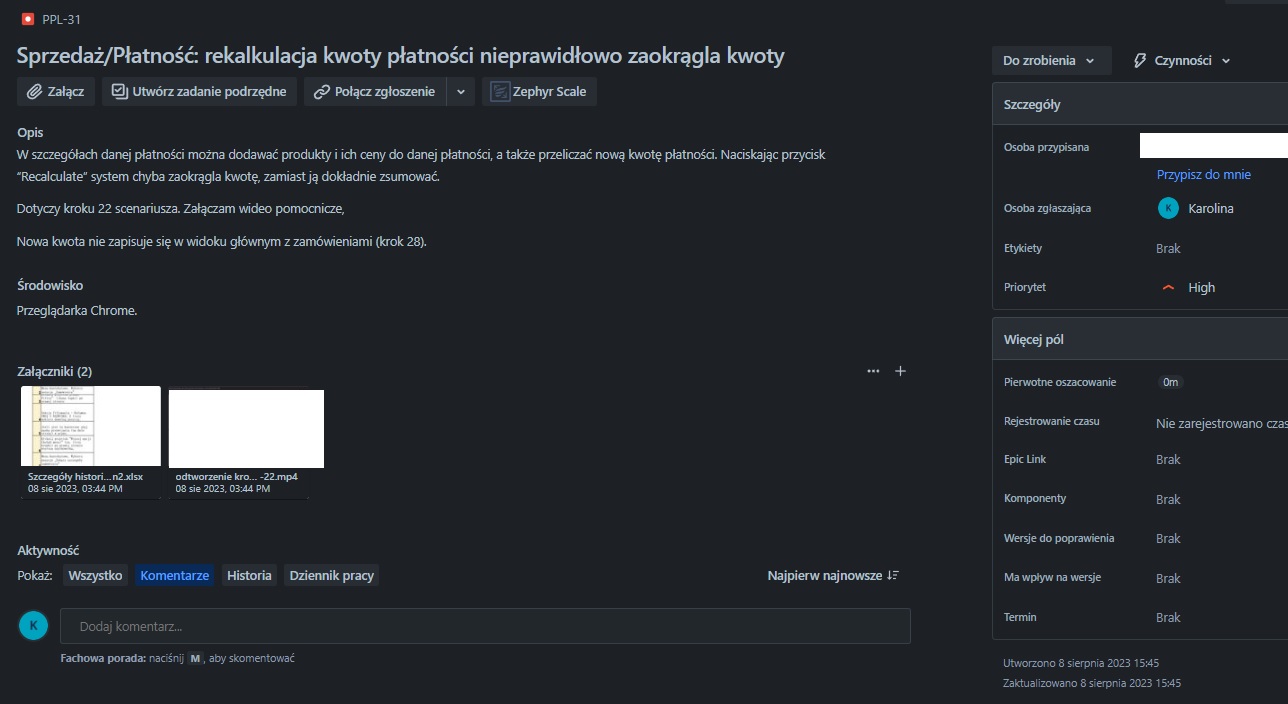 PPL-31
Sprzedaż/Płatność: rekalkulacja kwoty płatności nieprawidłowo zaokrągla kwoty
Załącz
Utwórz zadanie podrzędne
Połącz zgłoszenie
Zephyr Scale
Opis
W szczegółach danej płatności można dodawać produkty i ich ceny do danej płatności, a także przeliczać nową kwotę płatności. Naciskając przycisk
“Recalculate” system chyba zaokrągla kwotę, zamiast ją dokładnie zsumować.
Dotyczy kroku 22 scenariusza. Załączam wideo pomocnicze,
Nowa kwota nie zapisuje się w widoku głównym z zamówieniami (krok 28).
Środowisko
Przeglądarka Chrome.
Załączniki (2)
Szczegóły histori... n2.xlsx
08 sie 2023, 03:44 PM
odtworzenie kro... -22.mp4
08 sie 2023, 03:44 PM
Aktywność
Pokaż:
Wszystko
Komentarze
Historia
Dziennik pracy
Najpierw najnowsze
K
Dodaj komentarz...
Fachowa porada: naciśnij M, aby skomentować
Do zrobienia
Czynności
Szczegóły
Osoba przypisana
Przypisz do mnie
Osoba zgłaszająca
K
Karolina
Etykiety
Brak
Priorytet
High
Więcej pól
Pierwotne oszacowanie
0m
Rejestrowanie czasu
Nie zarejestrowano czas
Epic Link
Brak
Komponenty
Brak
Wersje do poprawienia
Brak
Ma wpływ na wersje
Brak
Termin
Brak
Utworzono 8 sierpnia 2023 15:45
Zaktualizowano 8 sierpnia 2023 15:45